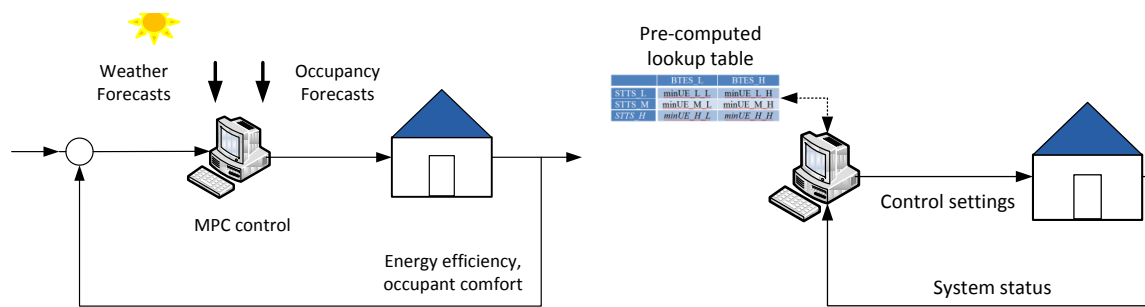 Weather
Forecasts
Occupancy
Forecasts
MPC control
Energy efficiency,
occupant comfort
Pre-computed
lookup table
BTES_L BTES_H
STTS_L minUE_L_L minUE_L_H
STTS_M minUE_M_L minUE_M_H
STTS_H minUE_H_L minUE_H_H
Control settings
System status